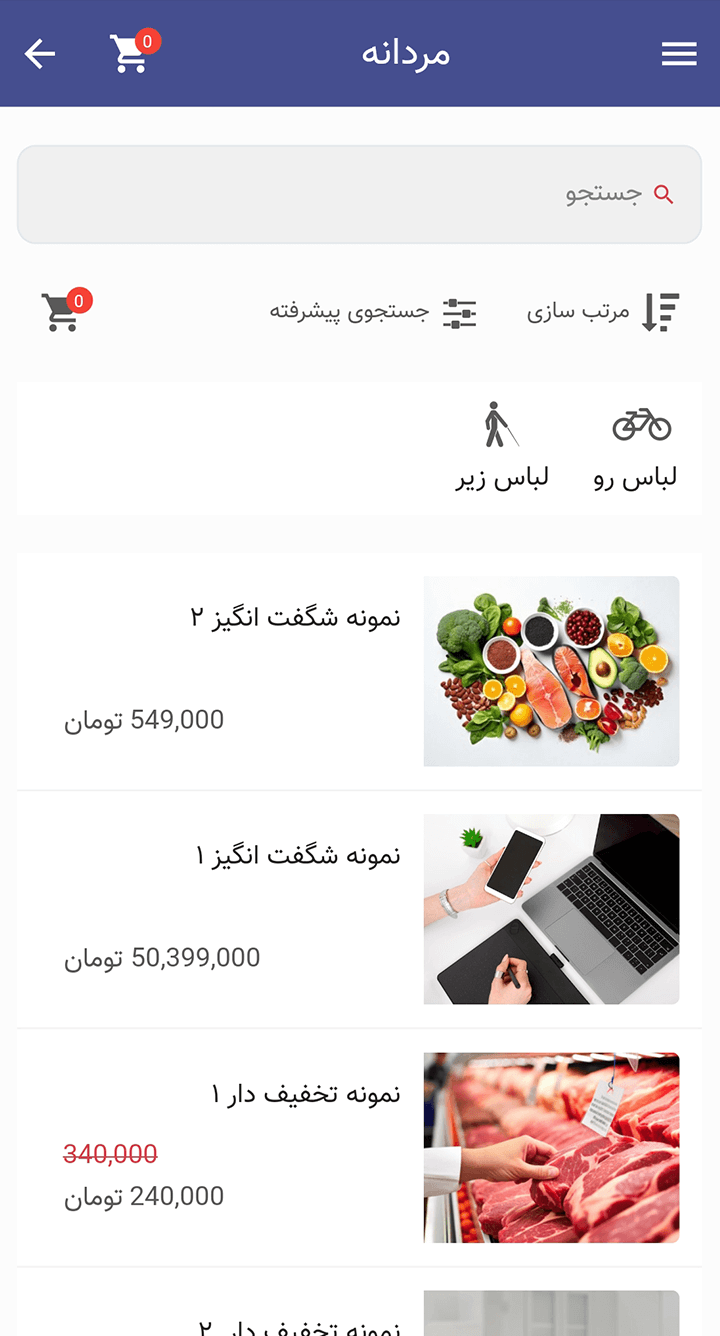 مردانه
0
جستجو
مرتب سازی
جستجوی پیشرفته
0
لباس رو
لباس زیر
نمونه شگفت انگیز ۲
549,000 تومان
نمونه شگفت انگیز ۱
50,399,000 تومان
نمونه تخفیف دار ۱
340,000
240,000 تومان
نمونه تخفیف دار ۲